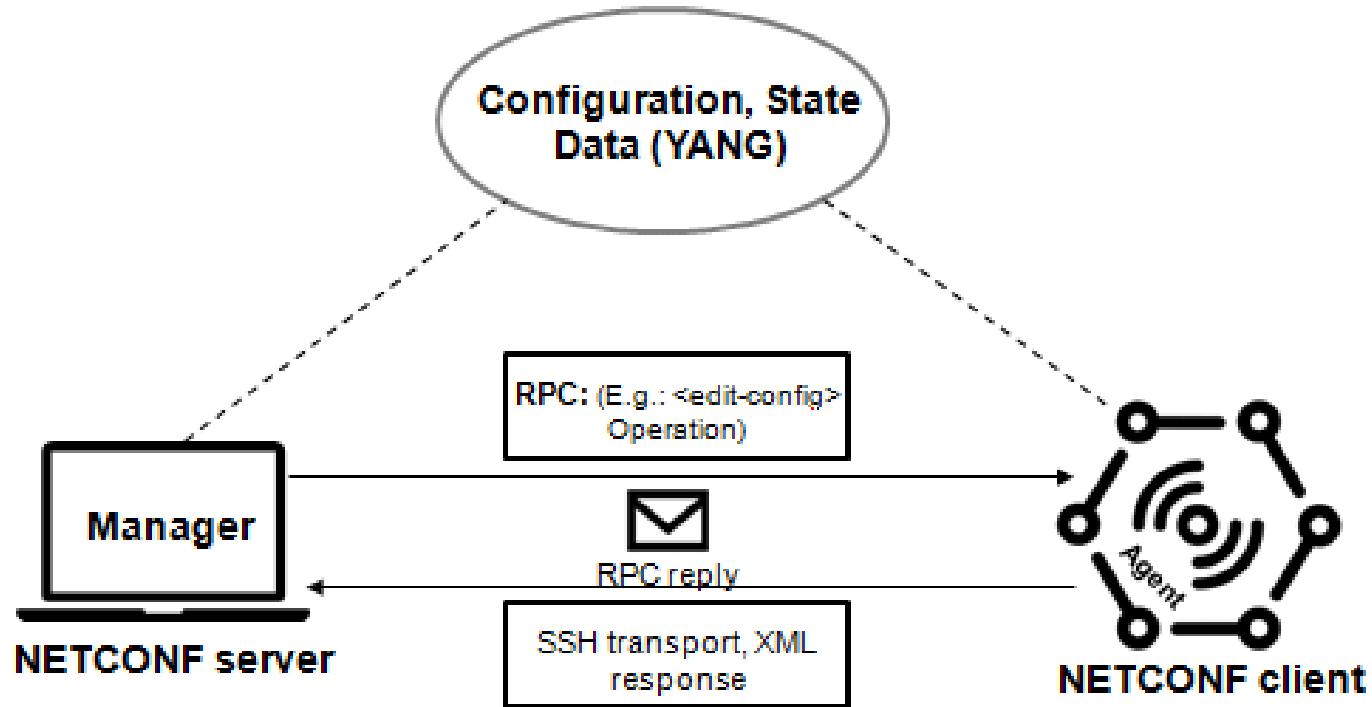 Configuration, State
Data (YANG)
RPC: (E.g.: <edit-config>
Operation)
Manager
RPC reply
Agent
SSH transport, XML
response
NETCONF server
NETCONF client